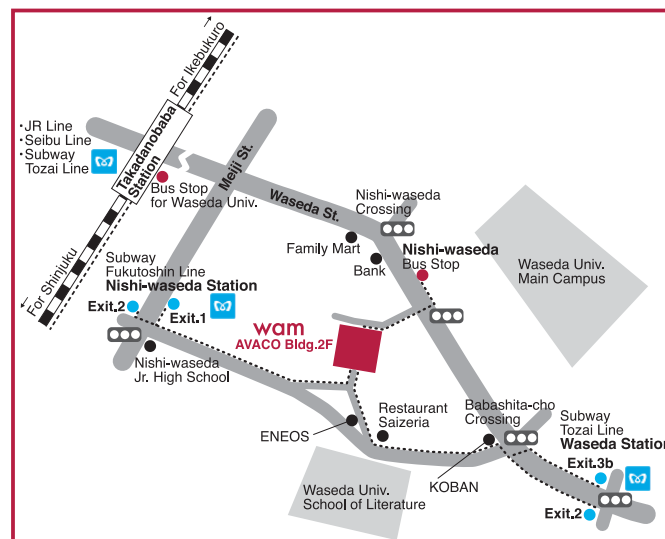 For Ikebukuro
Takadanobaba
Station
For Shinjuku
・JR Line
・Seibu Line
・Subway
Tozai Line
Bus Stop
for Waseda Univ.
Meiji St.
Waseda St.
Nishi-waseda
Crossing
Family Mart
Bank
Nishi-waseda
Bus Stop
Waseda Univ.
Main Campus
Subway
Fukutoshin Line
Nishi-waseda Station
Exit.2
Exit.1
wam
AVACO Bldg.2F
Nishi-waseda
Jr. High School
ENEOS
Restaurant
Saizeria
Babashita-cho
Crossing
Subway
Tozai Line
Waseda Station
Exit.3b
KOBAN
Waseda Univ.
School of Literature
Exit.2